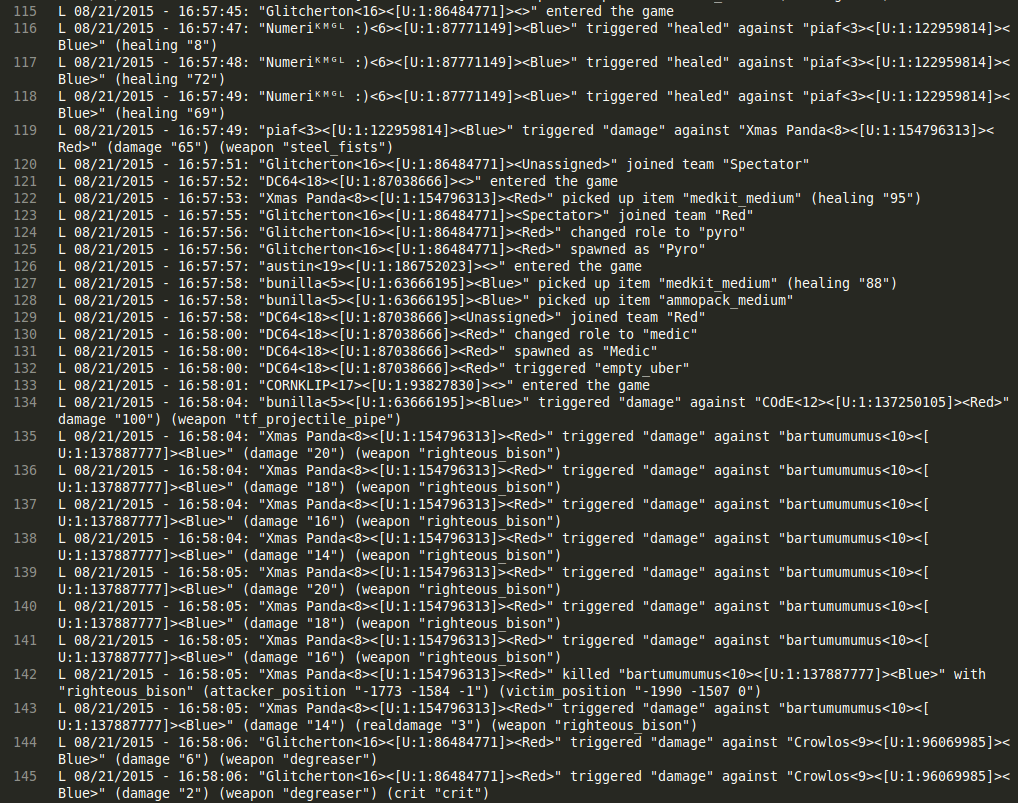 115 L 08/21/2015 - 16:57:45: "Glitcherton<16><[U:1:86484771]><>" entered the game
116 L 08/21/2015 - 16:57:47: "Numeriᴷᴹᴳᴸ :)<6><[U:1:87771149]><Blue>" triggered "healed" against "piaf<3><[U:1:122959814]><
Blue>" (healing "8")
117 L 08/21/2015 - 16:57:48: "Numeriᴷᴹᴳᴸ :)<6><[U:1:87771149]><Blue>" triggered "healed" against "piaf<3><[U:1:122959814]><
Blue>" (healing "72")
118 L 08/21/2015 - 16:57:49: "Numeriᴷᴹᴳᴸ :)<6><[U:1:87771149]><Blue>" triggered "healed" against "piaf<3><[U:1:122959814]><
Blue>" (healing "69")
119 L 08/21/2015 - 16:57:49: "piaf<3><[U:1:122959814]><Blue>" triggered "damage" against "Xmas Panda<8><[U:1:154796313]><
Red>" (damage "65") (weapon "steel_fists")
120 L 08/21/2015 - 16:57:51: "Glitcherton<16><[U:1:86484771]><Unassigned>" joined team "Spectator"
121 L 08/21/2015 - 16:57:52: "DC64<18><[U:1:87038666]><>" entered the game
122 L 08/21/2015 - 16:57:53: "Xmas Panda<8><[U:1:154796313]><Red>" picked up item "medkit_medium" (healing "95")
123 L 08/21/2015 - 16:57:55: "Glitcherton<16><[U:1:86484771]><Spectator>" joined team "Red"
124 L 08/21/2015 - 16:57:56: "Glitcherton<16><[U:1:86484771]><Red>" changed role to "pyro"
125 L 08/21/2015 - 16:57:56: "Glitcherton<16><[U:1:86484771]><Red>" spawned as "Pyro"
126 L 08/21/2015 - 16:57:57: "austin<19><[U:1:186752023]><>" entered the game
127 L 08/21/2015 - 16:57:58: "bunilla<5><[U:1:63666195]><Blue>" picked up item "medkit_medium" (healing "88")
128 L 08/21/2015 - 16:57:58: "bunilla<5><[U:1:63666195]><Blue>" picked up item "ammopack_medium"
129 L 08/21/2015 - 16:57:58: "DC64<18><[U:1:87038666]><Unassigned>" joined team "Red"
130 L 08/21/2015 - 16:58:00: "DC64<18><[U:1:87038666]><Red>" changed role to "medic"
131 L 08/21/2015 - 16:58:00: "DC64<18><[U:1:87038666]><Red>" spawned as "Medic"
132 L 08/21/2015 - 16:58:00: "DC64<18><[U:1:87038666]><Red>" triggered "empty_uber"
133 L 08/21/2015 - 16:58:01: "CORNKLIP<17><[U:1:93827830]><>" entered the game
134 L 08/21/2015 - 16:58:04: "bunilla<5><[U:1:63666195]><Blue>" triggered "damage" against "COdE<12><[U:1:137250105]><Red>"
damage "100") (weapon "tf_projectile_pipe")
135 L 08/21/2015 - 16:58:04: "Xmas Panda<8><[U:1:154796313]><Red>" triggered "damage" against "bartumumumus<10><[
U:1:137887777]><Blue>" (damage "20") (weapon "righteous_bison")
136 L 08/21/2015 - 16:58:04: "Xmas Panda<8><[U:1:154796313]><Red>" triggered "damage" against "bartumumumus<10><[
U:1:137887777]><Blue>" (damage "18") (weapon "righteous_bison")
137 L 08/21/2015 - 16:58:04: "Xmas Panda<8><[U:1:154796313]><Red>" triggered "damage" against "bartumumumus<10><[
U:1:137887777]><Blue>" (damage "16") (weapon "righteous_bison")
138 L 08/21/2015 - 16:58:04: "Xmas Panda<8><[U:1:154796313]><Red>" triggered "damage" against "bartumumumus<10><[
U:1:137887777]><Blue>" (damage "14") (weapon "righteous_bison")
139 L 08/21/2015 - 16:58:05: "Xmas Panda<8><[U:1:154796313]><Red>" triggered "damage" against "bartumumumus<10><[
U:1:137887777]><Blue>" (damage "20") (weapon "righteous_bison")
140 L 08/21/2015 - 16:58:05: "Xmas Panda<8><[U:1:154796313]><Red>" triggered "damage" against "bartumumumus<10><[
U:1:137887777]><Blue>" (damage "18") (weapon "righteous_bison")
141 L 08/21/2015 - 16:58:05: "Xmas Panda<8><[U:1:154796313]><Red>" triggered "damage" against "bartumumumus<10><[
U:1:137887777]><Blue>" (damage "16") (weapon "righteous_bison")
142 L 08/21/2015 - 16:58:05: "Xmas Panda<8><[U:1:154796313]><Red>" killed "bartumumumus<10><[U:1:137887777]><Blue>" with
"righteous_bison" (attacker_position "-1773 -1584 -1") (victim_position "-1990 -1507 0")
143 L 08/21/2015 - 16:58:05: "Xmas Panda<8><[U:1:154796313]><Red>" triggered "damage" against "bartumumumus<10><[
U:1:137887777]><Blue>" (damage "14") (realdamage "3") (weapon "righteous_bison")
144 L 08/21/2015 - 16:58:06: "Glitcherton<16><[U:1:86484771]><Red>" triggered "damage" against "Crowlos<9><[U:1:96069985]><
Blue>" (damage "6") (weapon "degreaser")
145 L 08/21/2015 - 16:58:06: "Glitcherton<16><[U:1:86484771]><Red>" triggered "damage" against "Crowlos<9><[U:1:96069985]><
Blue>" (damage "2") (weapon "degreaser") (crit "crit")